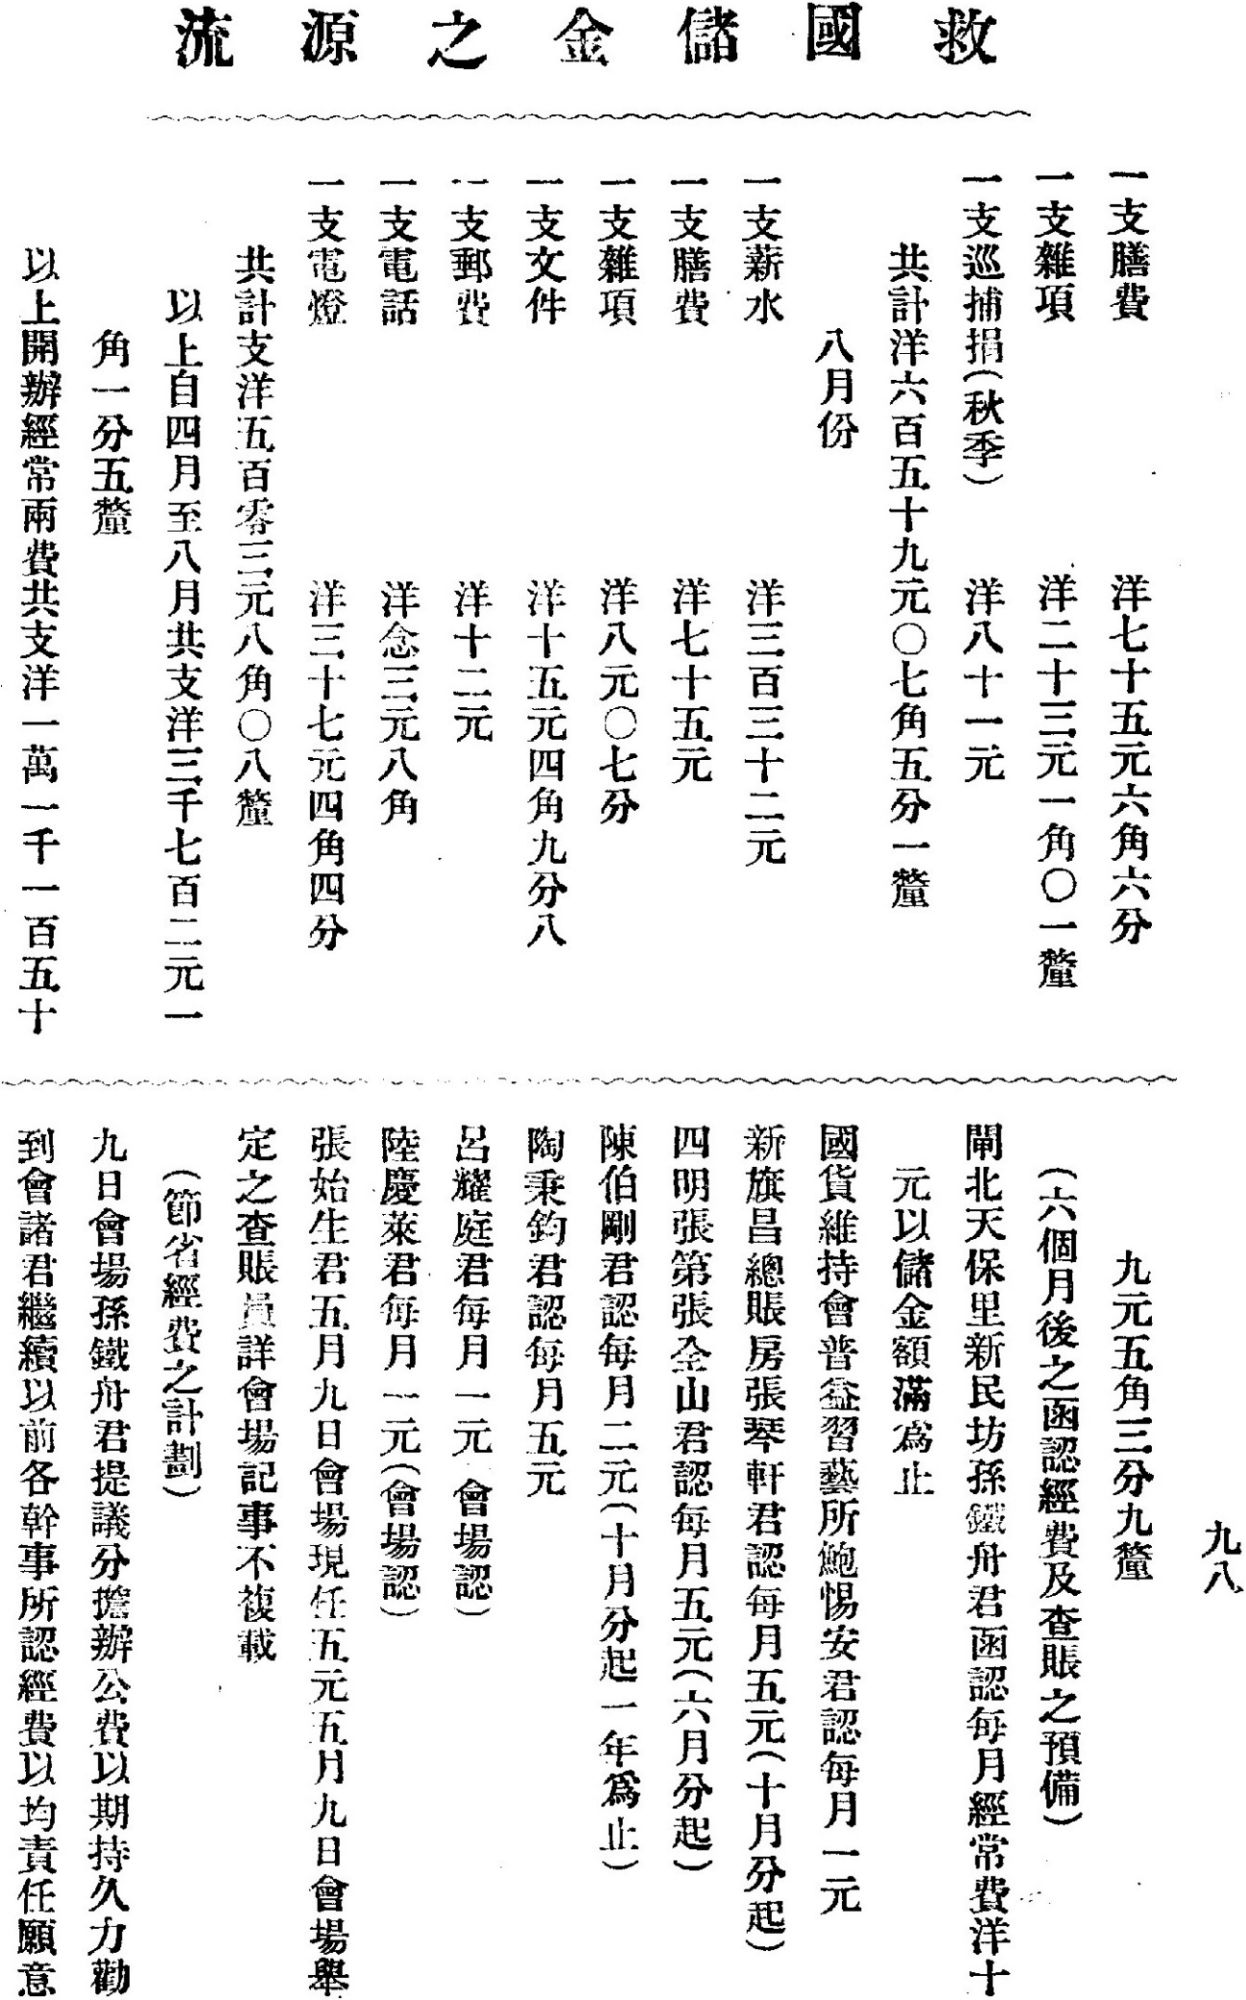 救國儲金之源流
九八
一支膳費 洋七十五元六角六分
一支雜項 洋二十三元一角〇一釐
一支巡捕捐(秋季) 洋八十一元
共計洋六百五十九元〇七角五分一釐
八月份
一支薪水 洋三百三十二元
一支膳費 洋七十五元
一支雜項 洋八元〇七分
一支文件 洋十五元四角九分八
一支郵費 洋十二元
一支電話 洋念三元八角
一支電燈 洋三十七元四角四分
共計支洋五百零三元八角〇八釐
以上自四月至八月共支洋三千七百二元一
角一分五釐
以上開辦經常兩費共支洋一萬一千一百五十
九元五角三分九釐
(六個月後之函認經費及查賬之預備)
閘北天保里新民坊孫鐵舟君函認每月經常費洋十
元以儲金額滿為止
國貨維持會普益習藝所鮑惕安君認每月一元
新旗昌總賬房張琴軒君認每月五元(十月分起)
四明張第張全山君認每月五元(六月分起)
陳伯剛君認每月二元(十月分起一年為止)
陶秉鈞君認每月五元
呂耀庭君每月一元 會場認)
陸慶萊君每月一元(會場認)
張始生君五月九日會場現任五元五月九日會場舉
定之查賬員詳會場記事不複載
(節省經費之計劃)
九日會場孫鐵舟君提議分擔辦公費以期持久力勸
到會諸君繼續以前各幹事所認經費以均責任願意